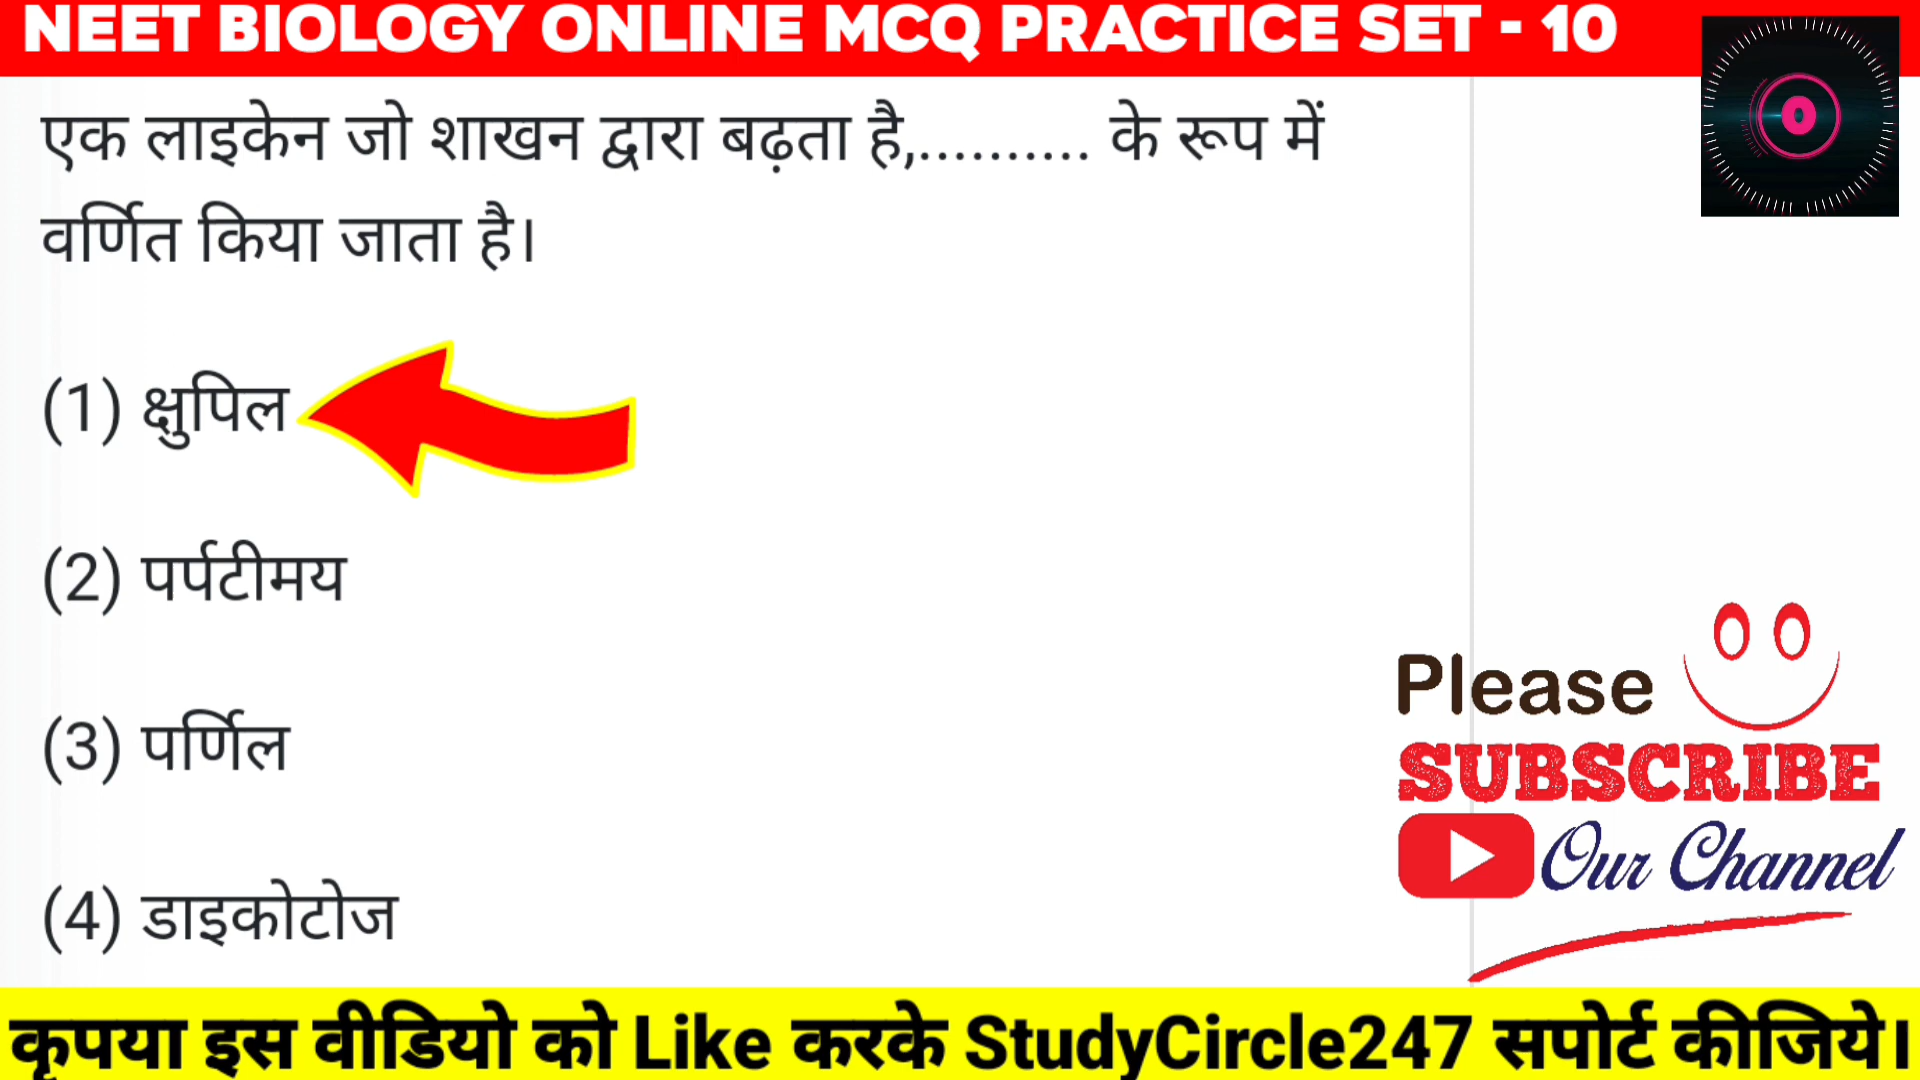 NEET BIOLOGY ONLINE MCQ PRACTICE SET - 10
0
एक लाइकेन जो शाखन द्वारा बढ़ता है,.......... के रूप में
वर्णित किया जाता है।
(1) क्षुपिल
(2) पर्पटीमय
(3) पर्णिल
(4) डाइकोटोज
Please
SUBSCRIBE
Our Channel
कृपया इस वीडियो को Like करके StudyCircle247 सपोर्ट कीजिये।